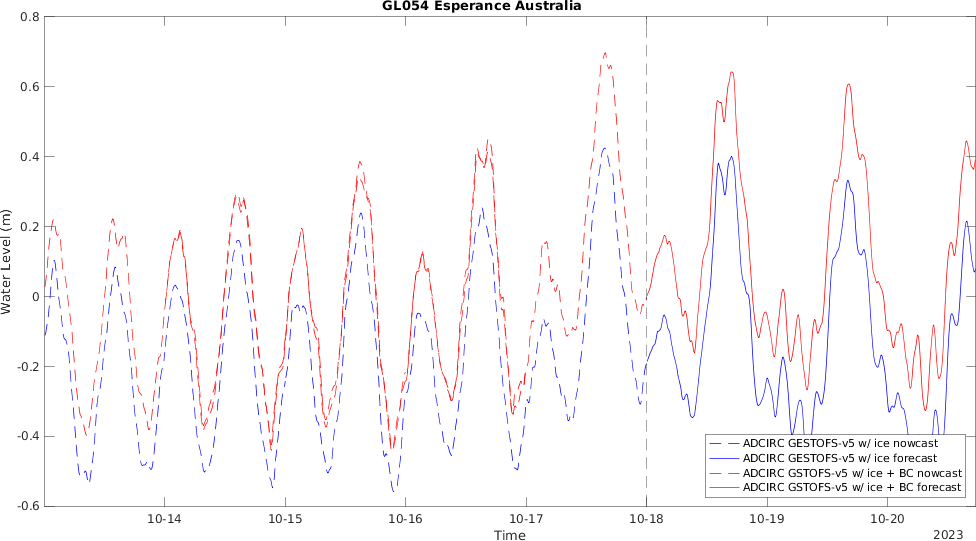 GL054 Esperance Australia
0.8
0.6
0.4
0.2
0
-0.2
-0.4
-0.6
Water Level (m)
10-14
10-15
10-16
10-17
10-18
10-19
10-20
Time
2023
ADCIRC GESTOFS-v5 w/ ice nowcast
ADCIRC GESTOFS-v5 w/ ice forecast
ADCIRC GSTOFS-v5 w/ ice + BC nowcast
ADCIRC GSTOFS-v5 w/ ice + BC forecast